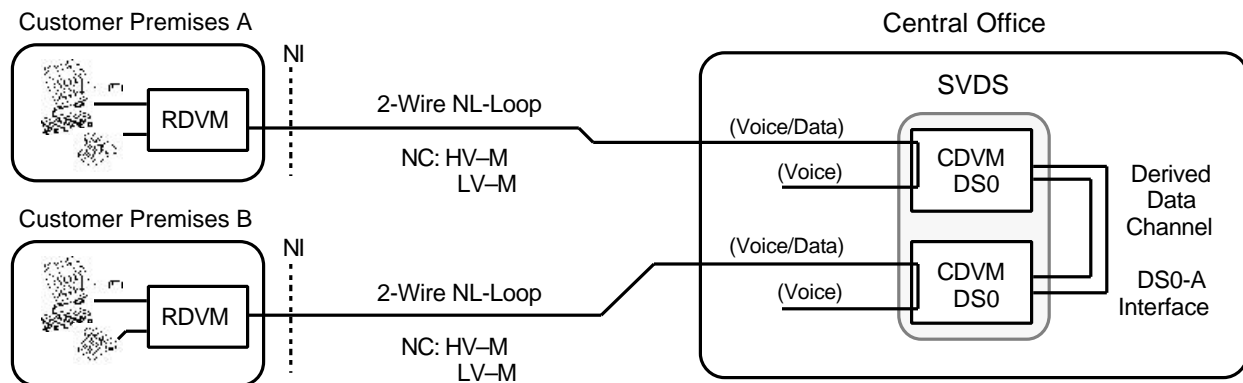 Customer Premises A
NI
RDVM
2-Wire NL-Loop
NC: HV–M
LV–M
Customer Premises B
NI
RDVM
2-Wire NL-Loop
NC: HV–M
LV–M
Central Office
SVDS
(Voice/Data)
(Voice)
CDVM
DS0
(Voice/Data)
(Voice)
CDVM
DS0
Derived
Data
Channel
DS0-A
Interface